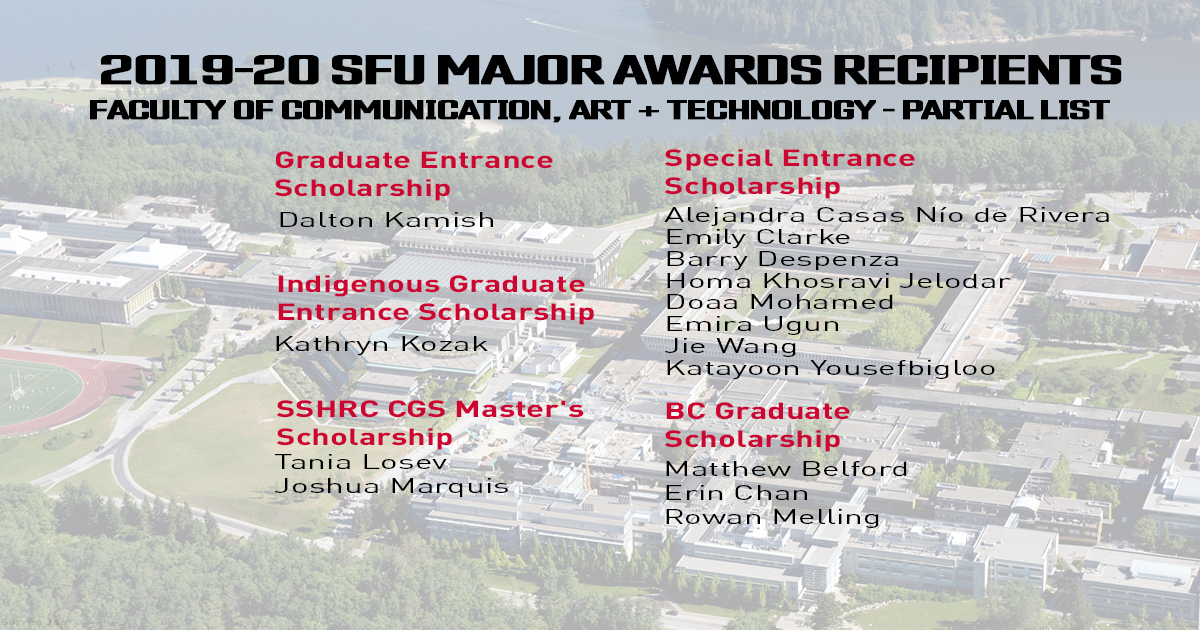 2019-20 SFU MAJOR AWARDS RECIPIENTS
FACULTY OF COMMUNICATION, ART + TECHNOLOGY - PARTIAL LIST
Graduate Entrance
Scholarship
Dalton Kamish
Indigenous Graduate
Entrance Scholarship
Kathryn Kozak
SSHRC CGS Master's
Scholarship
Tania Losev
Joshua Marquis
Special Entrance
Scholarship
Alejandra Casas Nío de Rivera
Emily Clarke
Barry Despenza
Homa Khosravi Jelodar
Doaa Mohamed
Emira Ugun
Jie Wang
Katayoon Yousefbigloo
BC Graduate
Scholarship
Matthew Belford
Erin Chan
Rowan Melling